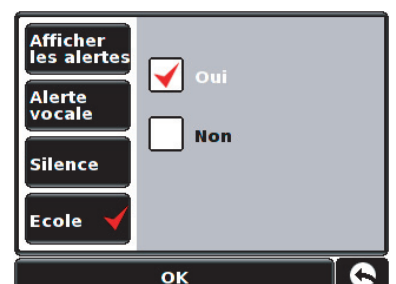 Afficher
les alertes
Alerte
vocale
Silence
Ecole
Oui
Non
OK